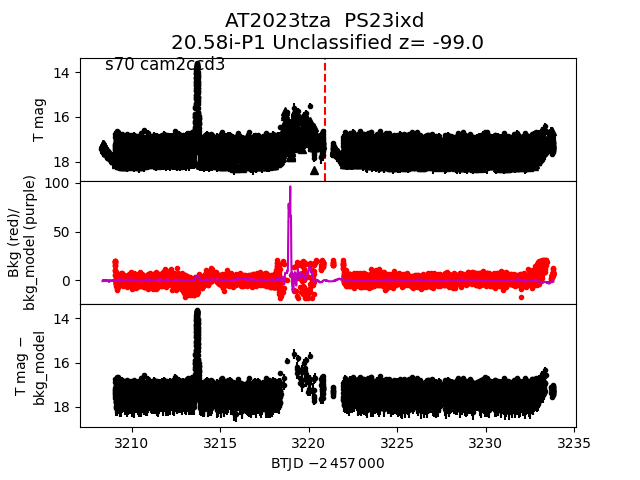 AT2023tza  PS23ixd
20.58i-P1 Unclassified z= -99.0
s70 cam2ccd3
T mag
14
16
18
Bkg (red)/
bkg_model (purple)
100
50
0
T mag −
bkg_model
14
16
18
3210 3215 3220 3225 3230 3235
BTJD −2 457 000